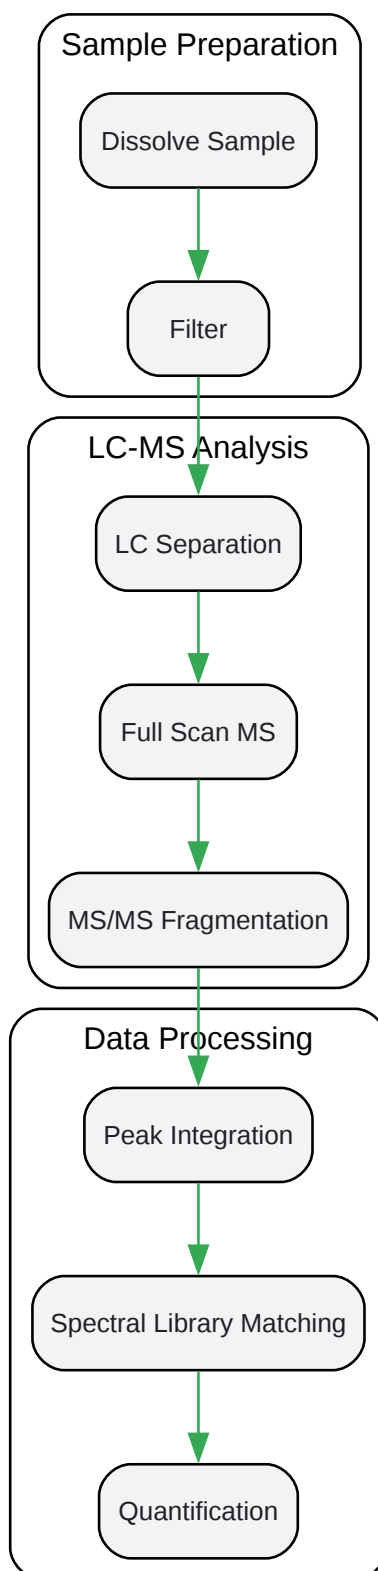 Sample Preparation
Dissolve Sample
Filter
LC-MS Analysis
LC Separation
Full Scan MS
MS/MS Fragmentation
Data Processing
Peak Integration
Spectral Library Matching
Quantification